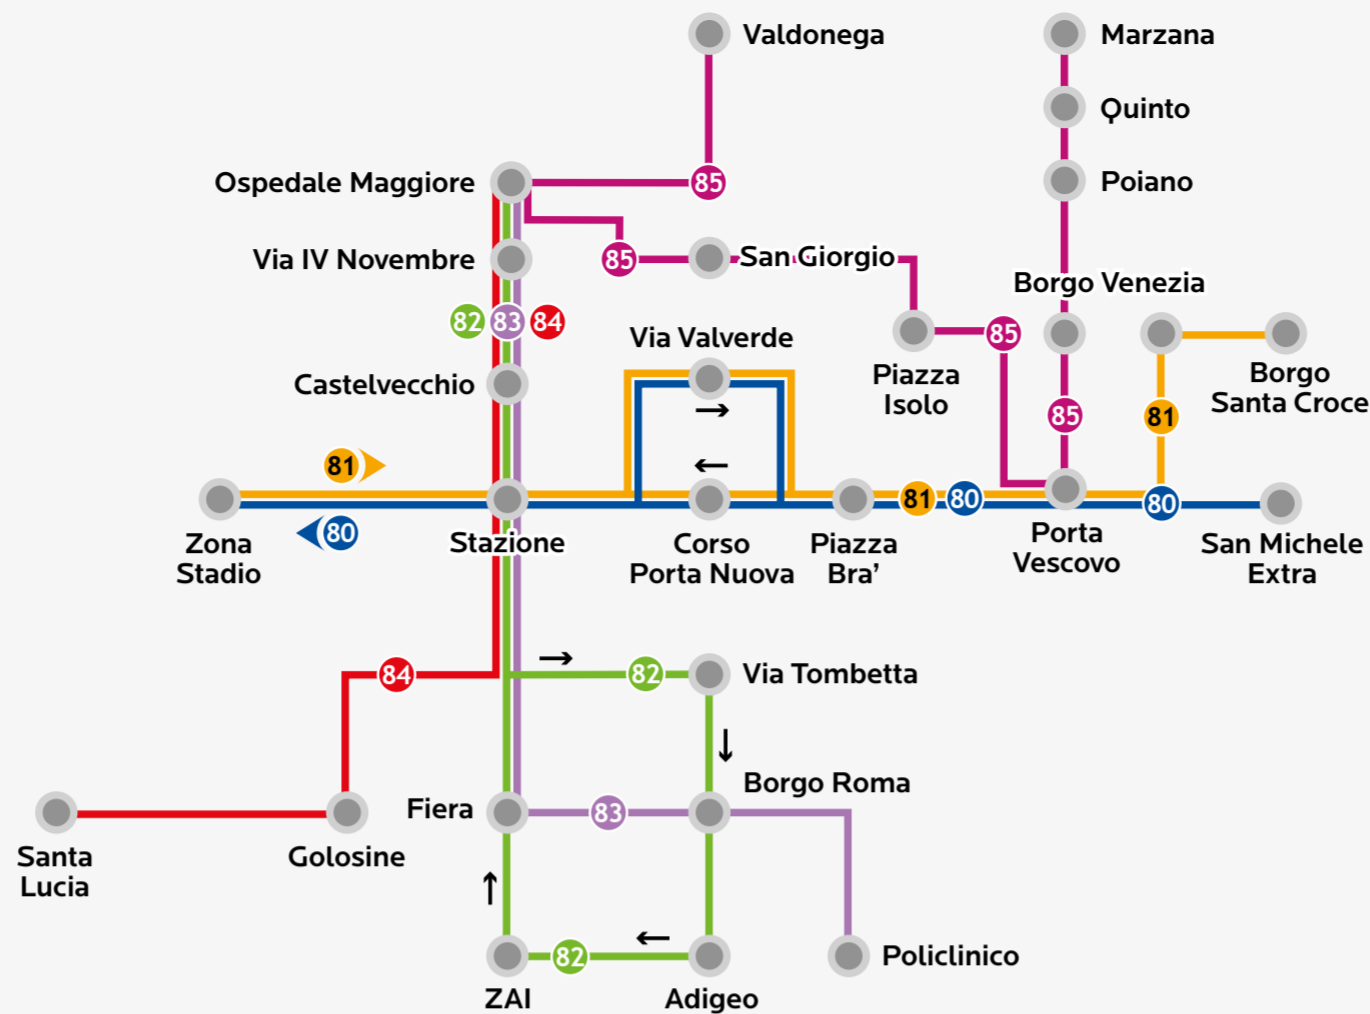 Valdonega
Marzana
Quinto
Poiano
Ospedale Maggiore
85
Via IV Novembre
85
San Giorgio
Borgo Venezia
82 83 84
Via Valverde
85
Castelvecchio
Piazza
Isolo
Borgo
Santa Croce
85
81
81
81 80
80
80
Zona
Stadio
Stazione
Corso
Porta Nuova
Piazza
Bra’
Porta
Vescovo
San Michele
Extra
84
82
Via Tombetta
Borgo Roma
Fiera
83
Santa
Lucia
Golosine
82
Policlinico
ZAI
Adigeo